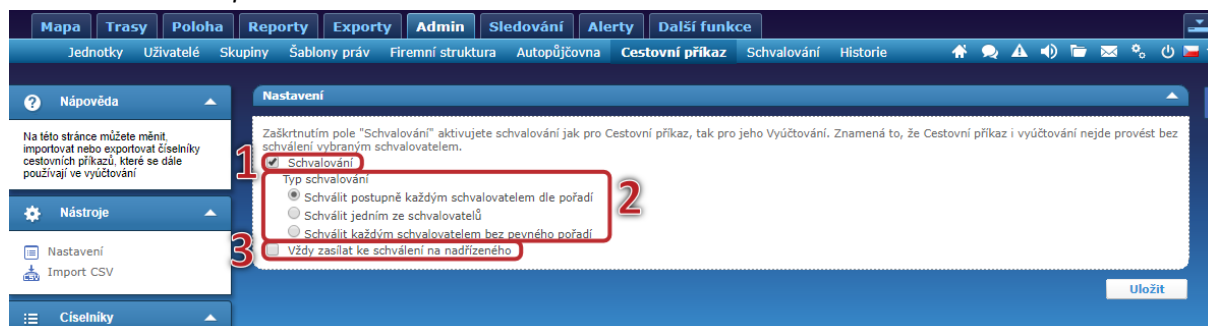 Mapa Trasy Poloha Reporty Exporty Admin Sledování Alerty Další funkce
Jednotky Uživatelé Skupiny Šablony práv Firemní struktura Autopůjčovna Cestovní příkaz Schvalování Historie
Nápověda
Na této stránce můžete měnit,
importovat nebo exportovat číselníky
cestovních příkazů, které se dále
používají ve vyúčtování
Nástroje
Nastavení
Import CSV
Číselníky
Nastavení
Zaškrtnutím pole "Schvalování" aktivujete schvalování jak pro Cestovní příkaz, tak pro jeho Vyúčtování. Znamená to, že Cestovní příkaz i vyúčtování nejde provést bez
schválení vybraným schvalovatelem.
1 Schvalování
Typ schvalování
Schválit postupně každým schvalovatelem dle pořadí
2
Schválit jedním ze schvalovatelů
Schválit každým schvalovatelem bez pevného pořadí
3 Vždy zasílat ke schválení na nadřízeného
Uložit